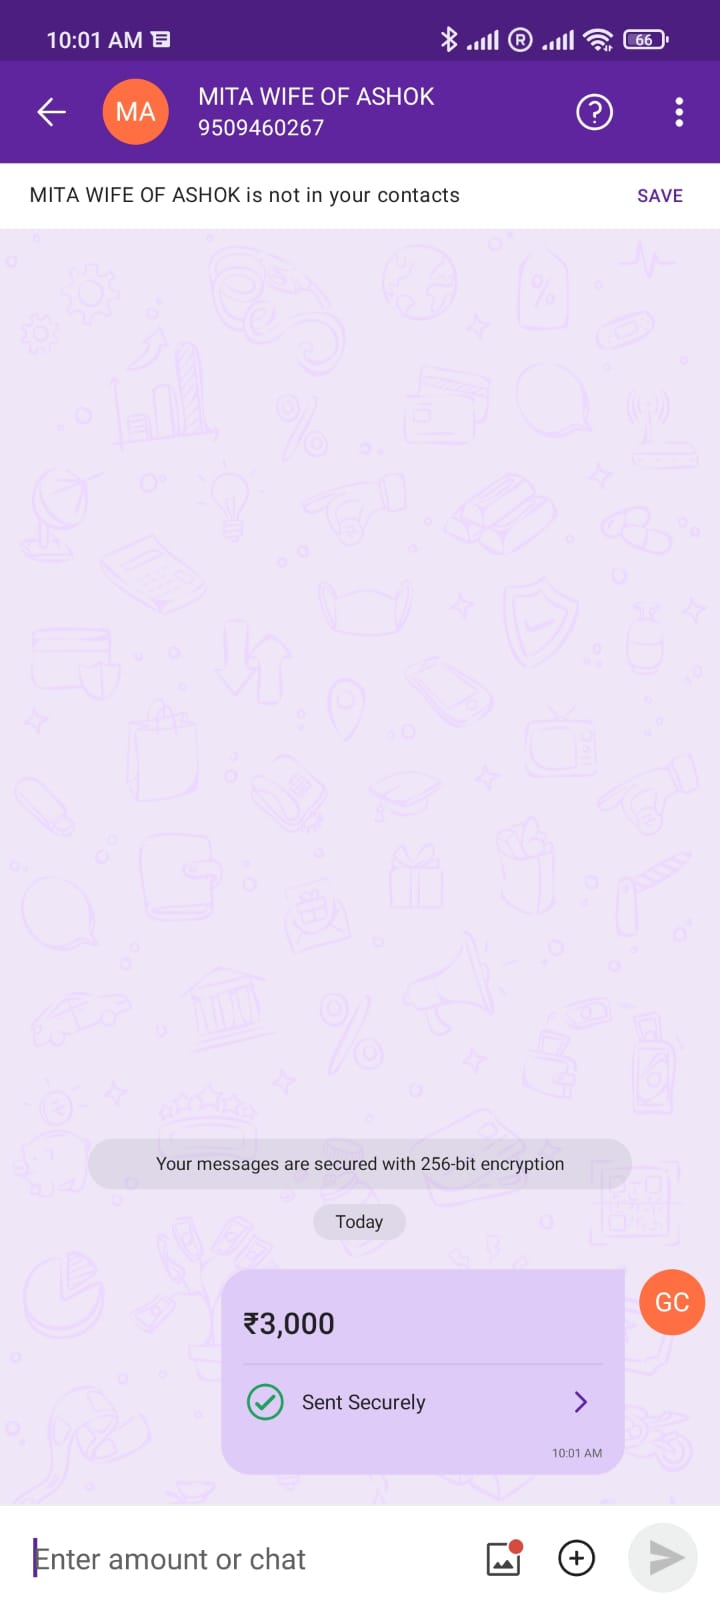 10:01 AM
R
66
MA
MITA WIFE OF ASHOK
9509460267
?
MITA WIFE OF ASHOK is not in your contacts
SAVE
Your messages are secured with 256-bit encryption
Today
₹3,000
GC
Sent Securely
10:01 AM
Enter amount or chat